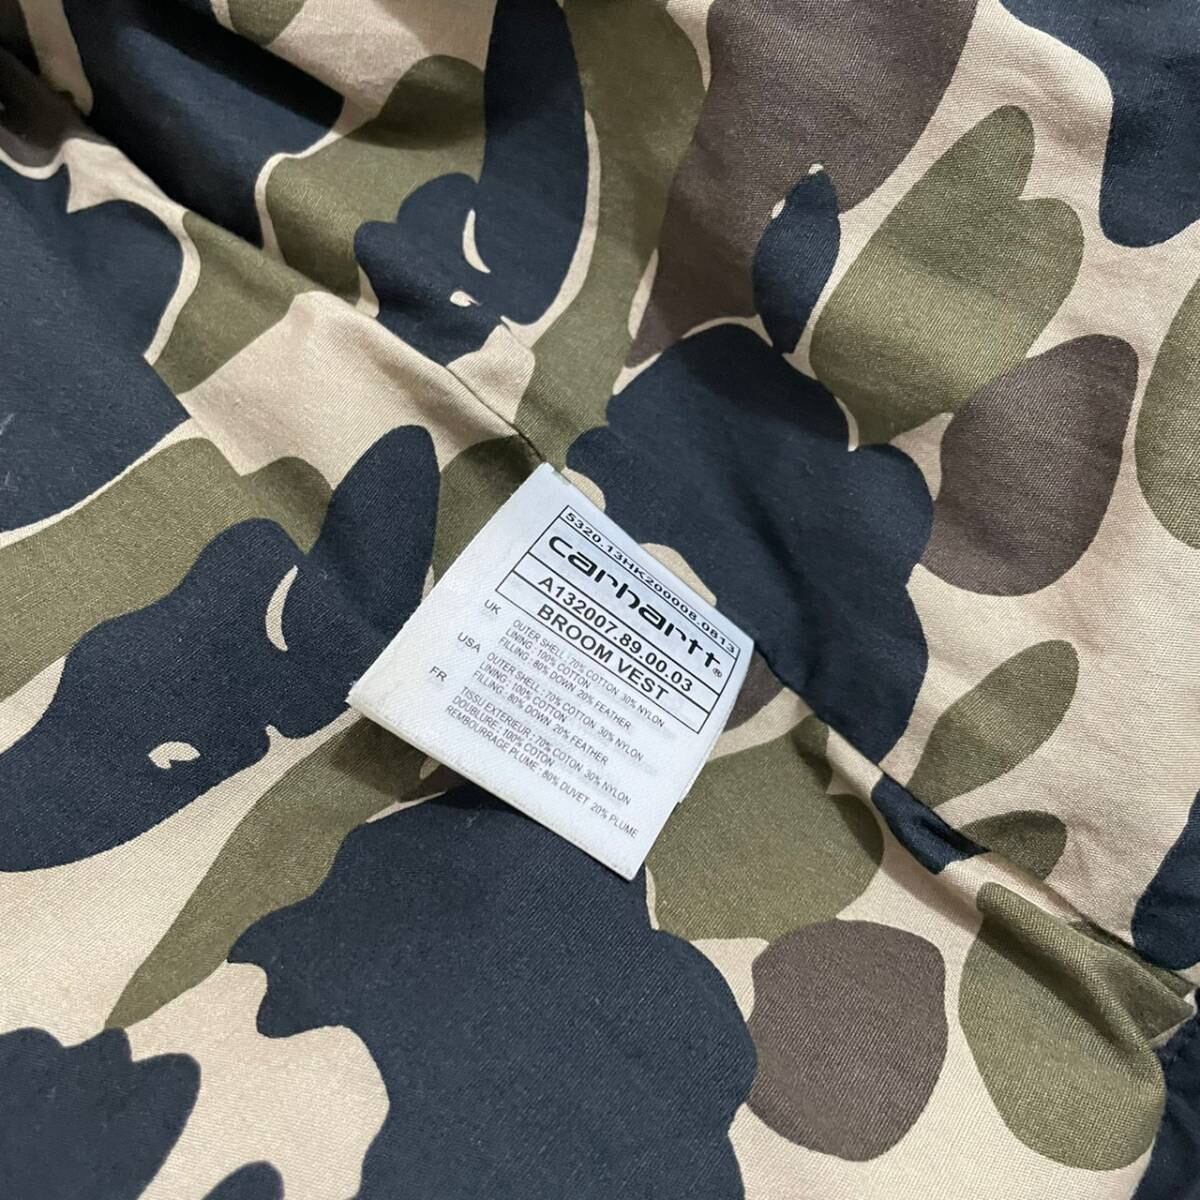 5320.13HK200008.0813
carhartt®
A132007.89.00.03
BROOM VEST
UK OUTER SHELL : 70% COTTON 30% NYLON
LINING : 100% COTTON
FILLING : 80% DOWN 20% FEATHER
USA OUTER SHELL : 70% COTTON 30% NYLON
LINING : 100% COTTON
FILLING : 80% DOWN 20% FEATHER
FR TISSU EXTERIEUR : 70% COTON 30% NYLON
DOUBLURE : 100% COTON
REMBOURRAGE PLUME : 80% DUVET 20% PLUME